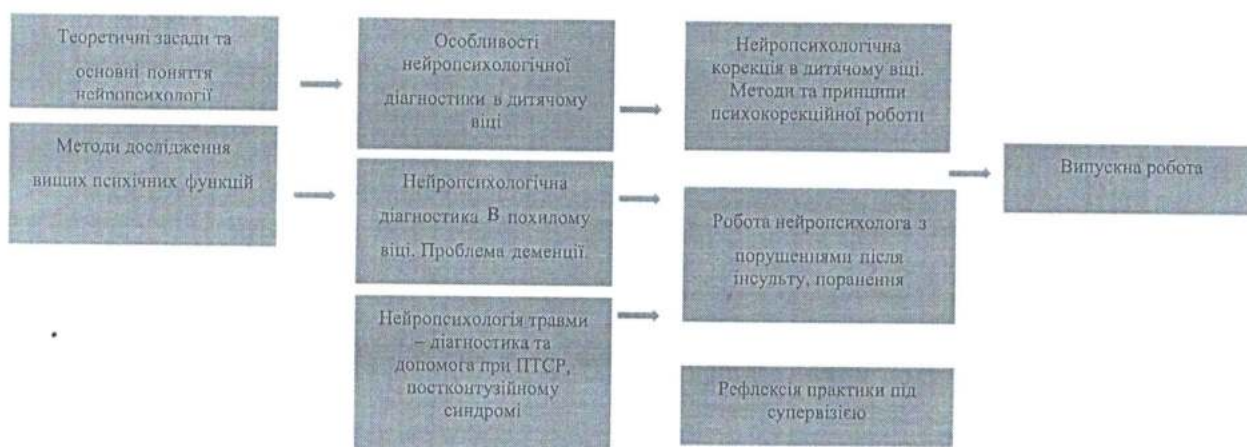 Теоретичні засади та
основні поняття
нейропсихології
Методи дослідження
вищих психічних функцій
Особливості
нейропсихологічної
діагностики в дитячому
віці
Нейропсихологічна
діагностика В похилому
віці. Проблема деменції.
Нейропсихологія травми
– діагностика та
допомога при ПТСР,
постконтузійному
синдромі
Нейропсихологічна
корекція в дитячому віці.
Методи та принципи
психокорекційної роботи
Робота нейропсихолога з
порушеннями після
інсульту, поранення
Рефлексія практики під
супервізією
Випускна робота